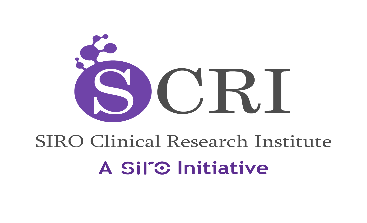 SCRI
SIRO Clinical Research Institute
A SIrO Initiative